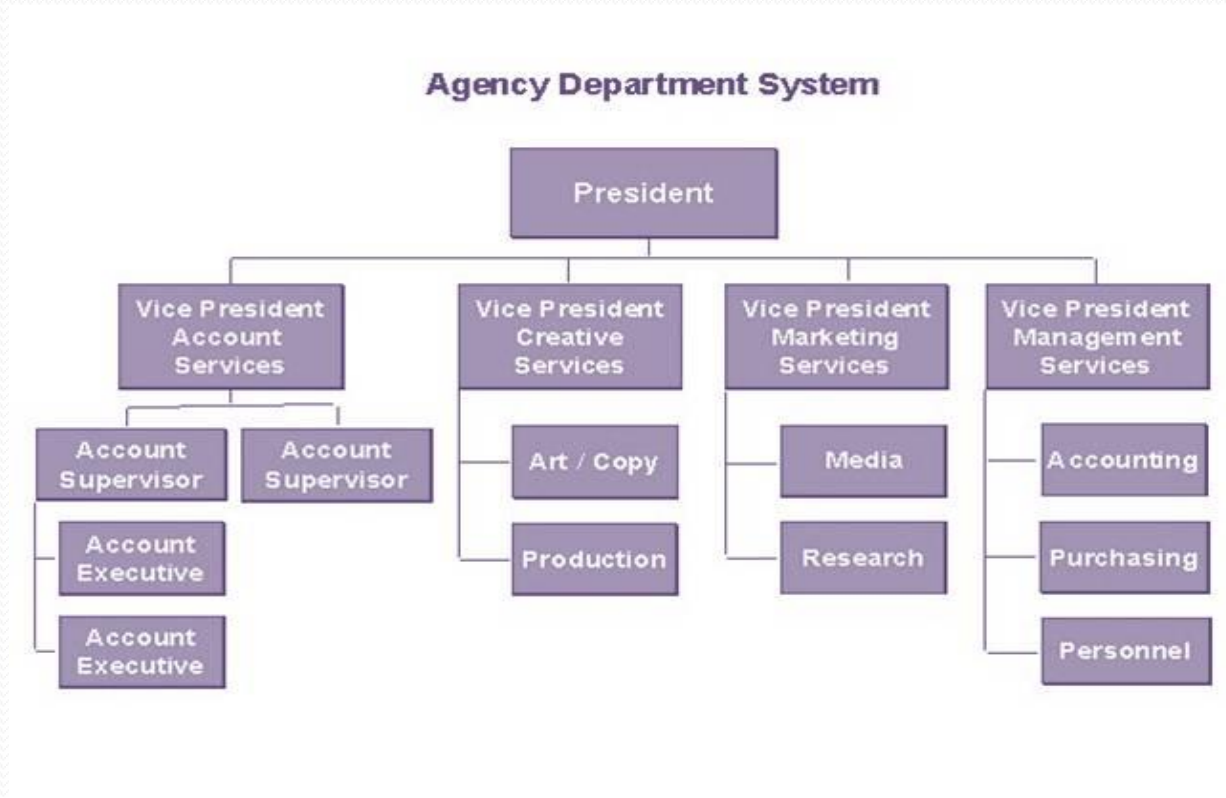 Agency Department System
President
Vice President
Account
Services
Vice President
Creative
Services
Vice President
Marketing
Services
Vice President
Management
Services
Account
Supervisor
Account
Supervisor
Account
Executive
Account
Executive
Art / Copy
Production
Media
Research
Accounting
Purchasing
Personnel